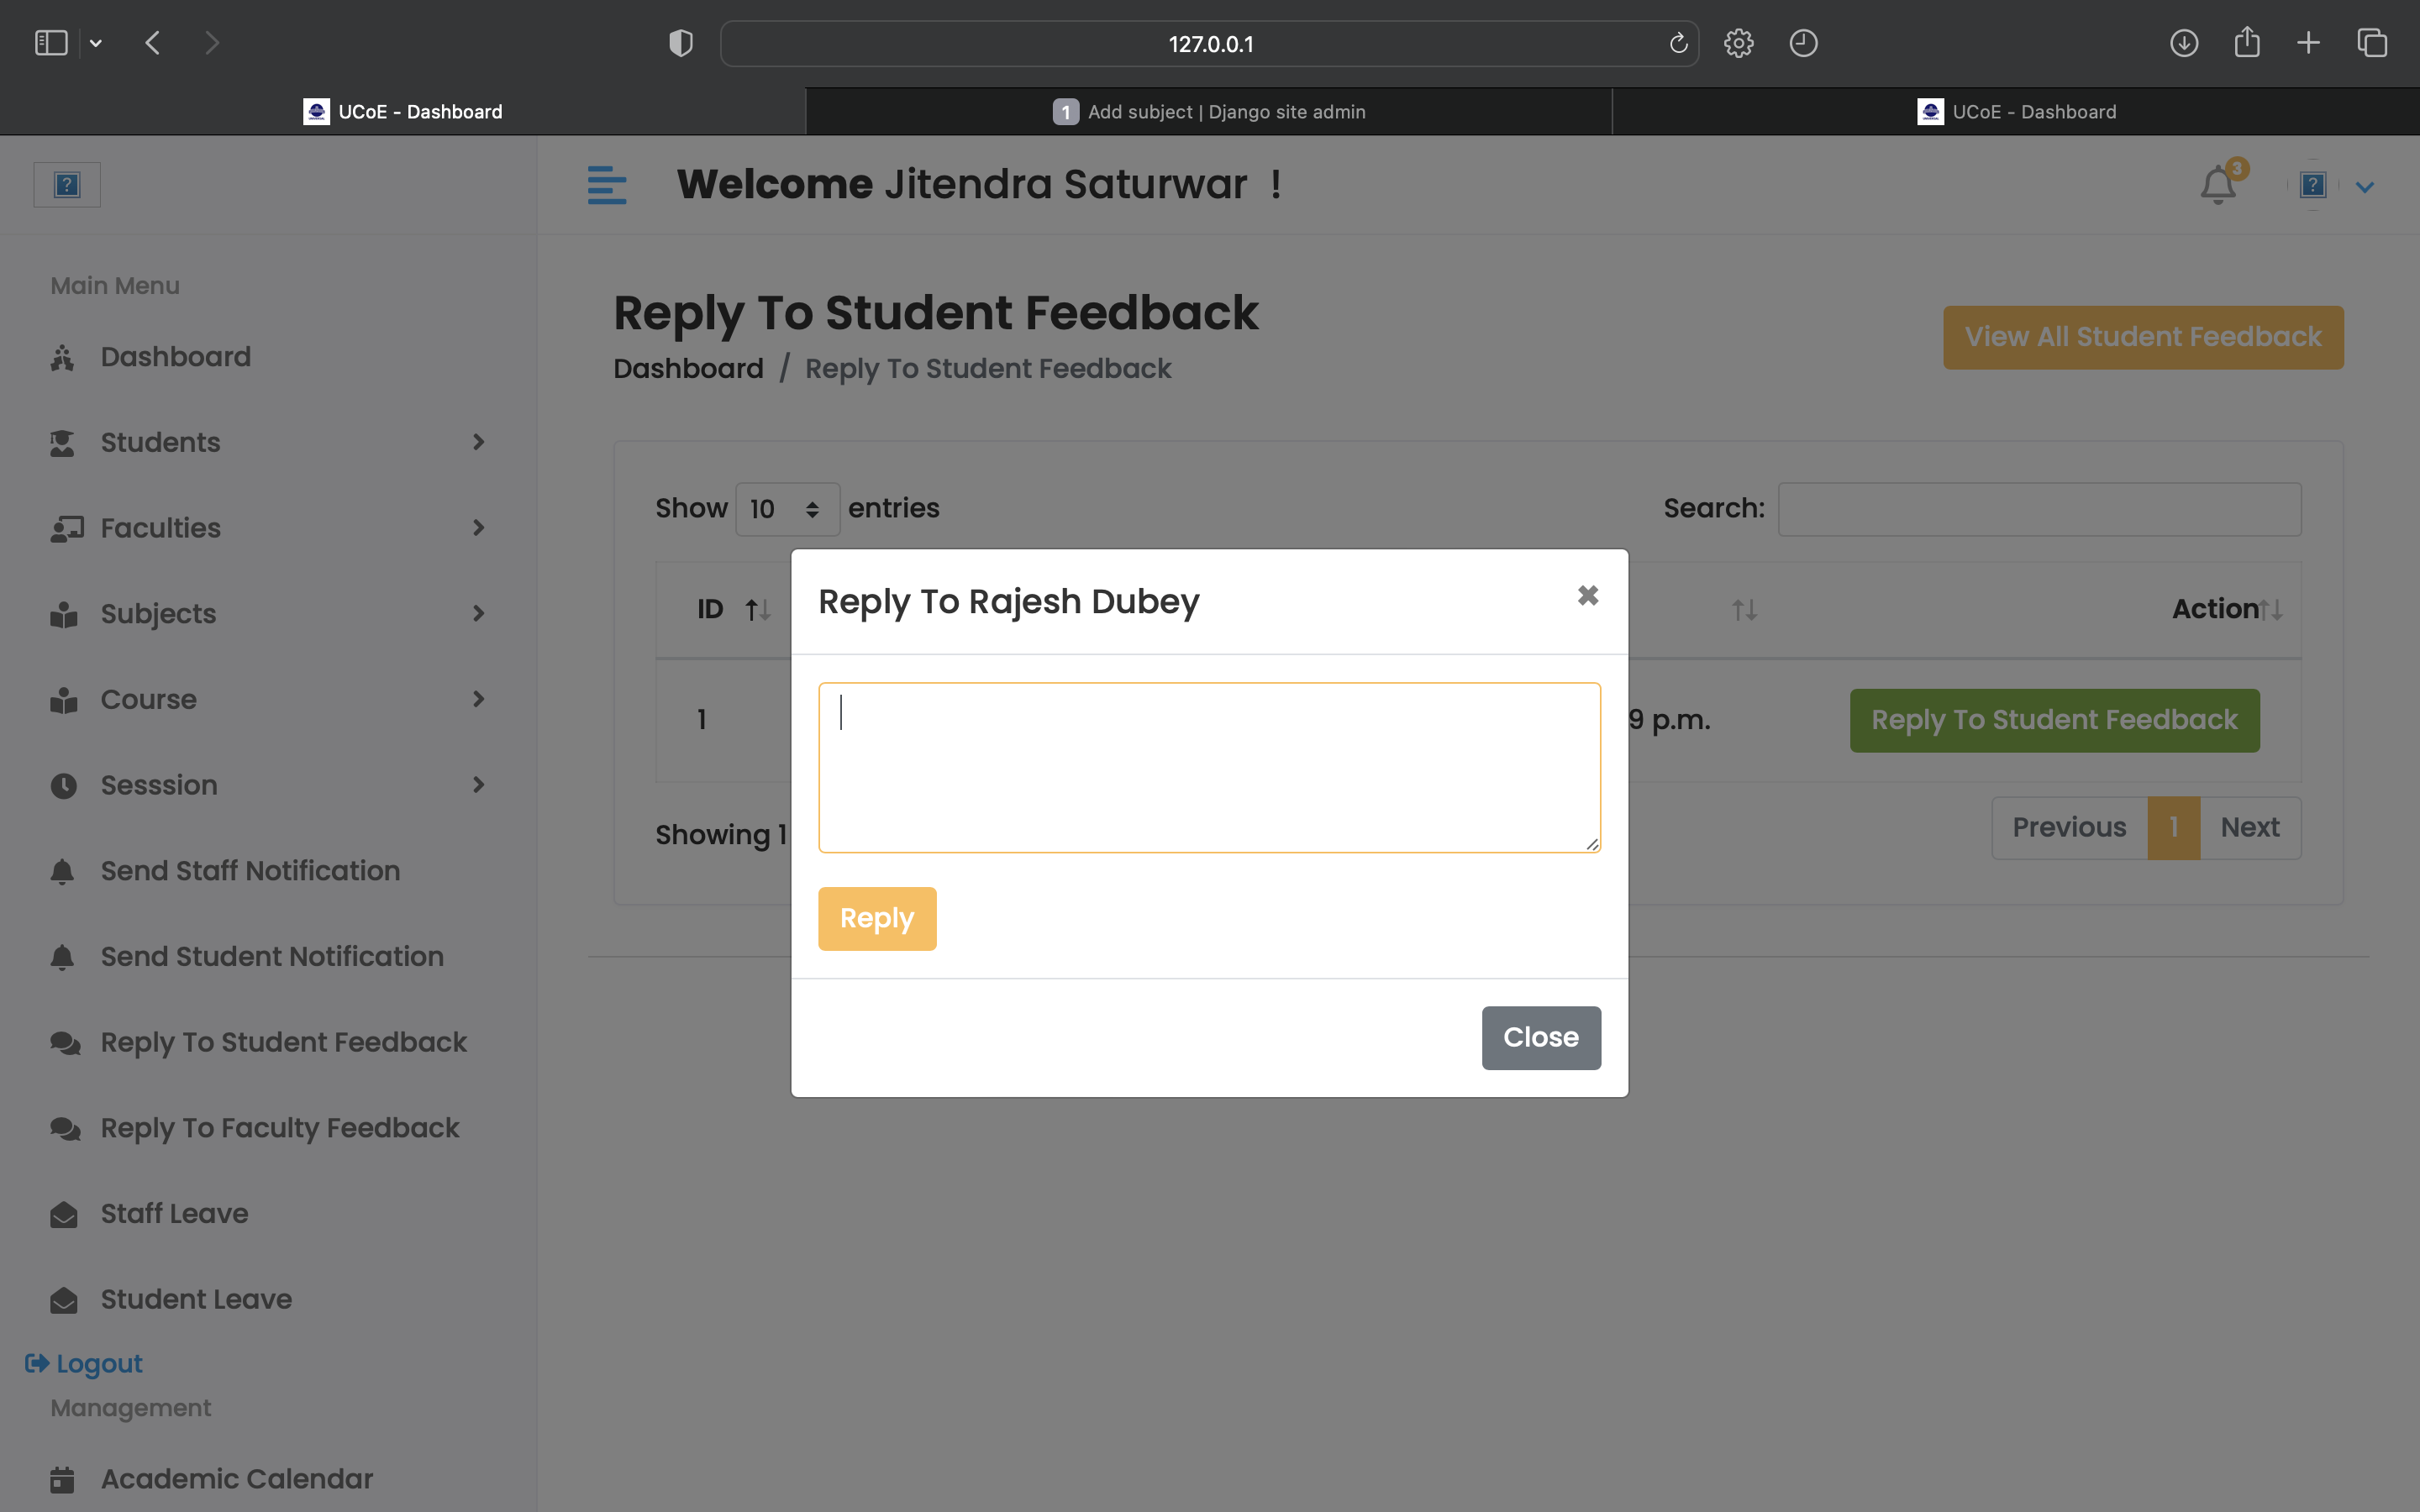 127.0.0.1
UCoE - Dashboard
1 Add subject | Django site admin
UCoE - Dashboard
Welcome Jitendra Saturwar !
3
Main Menu
Dashboard
Students
Faculties
Subjects
Course
Sesssion
Send Staff Notification
Send Student Notification
Reply To Student Feedback
Reply To Faculty Feedback
Staff Leave
Student Leave
Logout
Management
Academic Calendar
Reply To Student Feedback
Dashboard / Reply To Student Feedback
View All Student Feedback
Show 10 entries
Search:
ID
Action
1
9 p.m.
Reply To Student Feedback
Showing 1
Previous 1 Next
Reply To Rajesh Dubey
Reply
Close